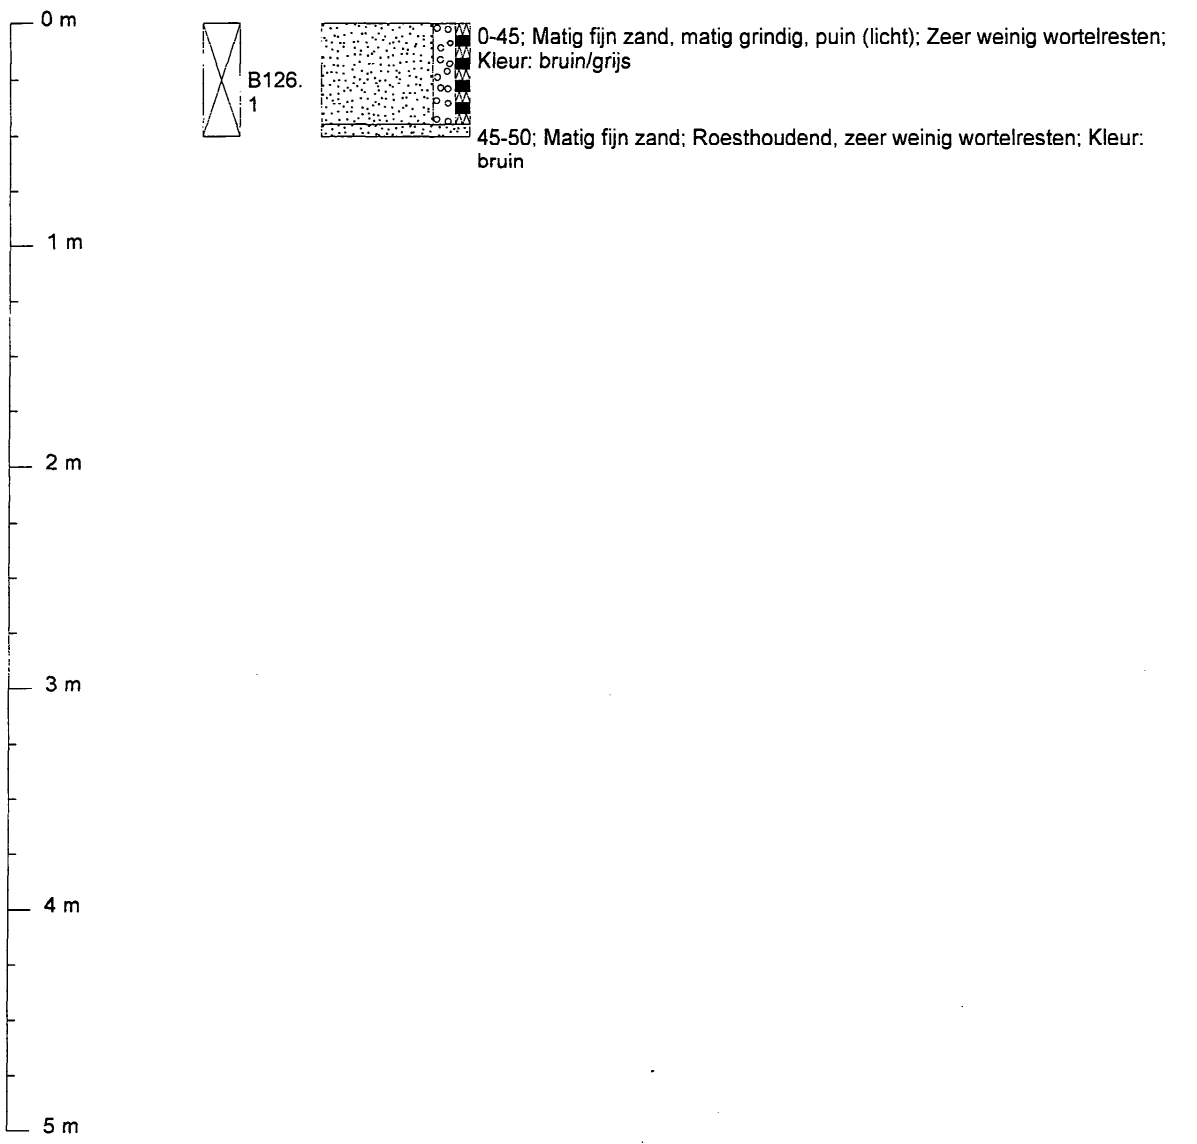 0 m
0-45; Matig fijn zand, matig grindig, puin (licht); Zeer weinig wortelresten;
Kleur: bruin/grijs
B126.
1
45-50; Matig fijn zand; Roesthoudend, zeer weinig wortelresten; Kleur:
bruin
1 m
2 m
3 m
4 m
5 m